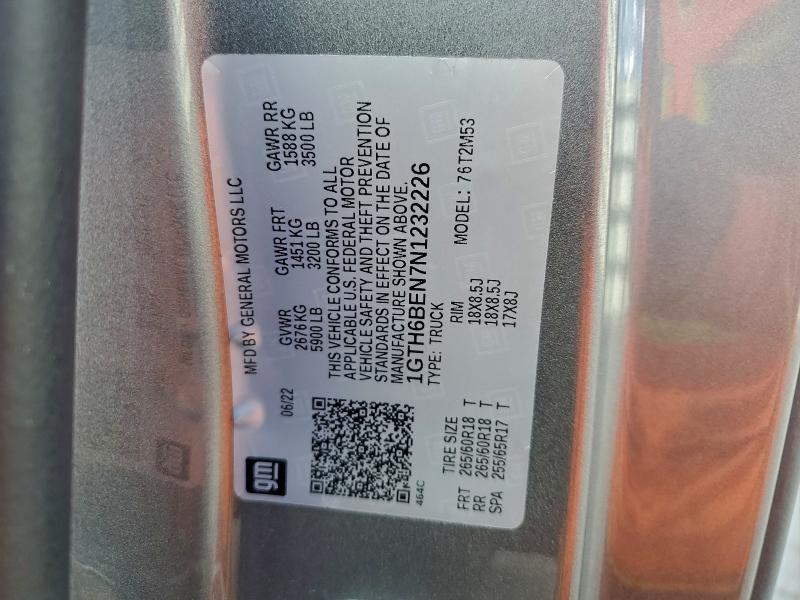 gm
MFD BY GENERAL MOTORS LLC
06/22
GVWR GAWR FRT GAWR RR
2676 KG 1451 KG 1588 KG
5900 LB 3200 LB 3500 LB
THIS VEHICLE CONFORMS TO ALL
APPLICABLE U.S. FEDERAL MOTOR
VEHICLE SAFETY AND THEFT PREVENTION
STANDARDS IN EFFECT ON THE DATE OF
MANUFACTURE SHOWN ABOVE.
1GTH6BEN7N1232226
464C
TYPE: TRUCK MODEL: 76T2M53
TIRE SIZE RIM
FRT 265/60R18 T 18X8.5J
RR 265/60R18 T 18X8.5J
SPA 255/65R17 T 17X8J